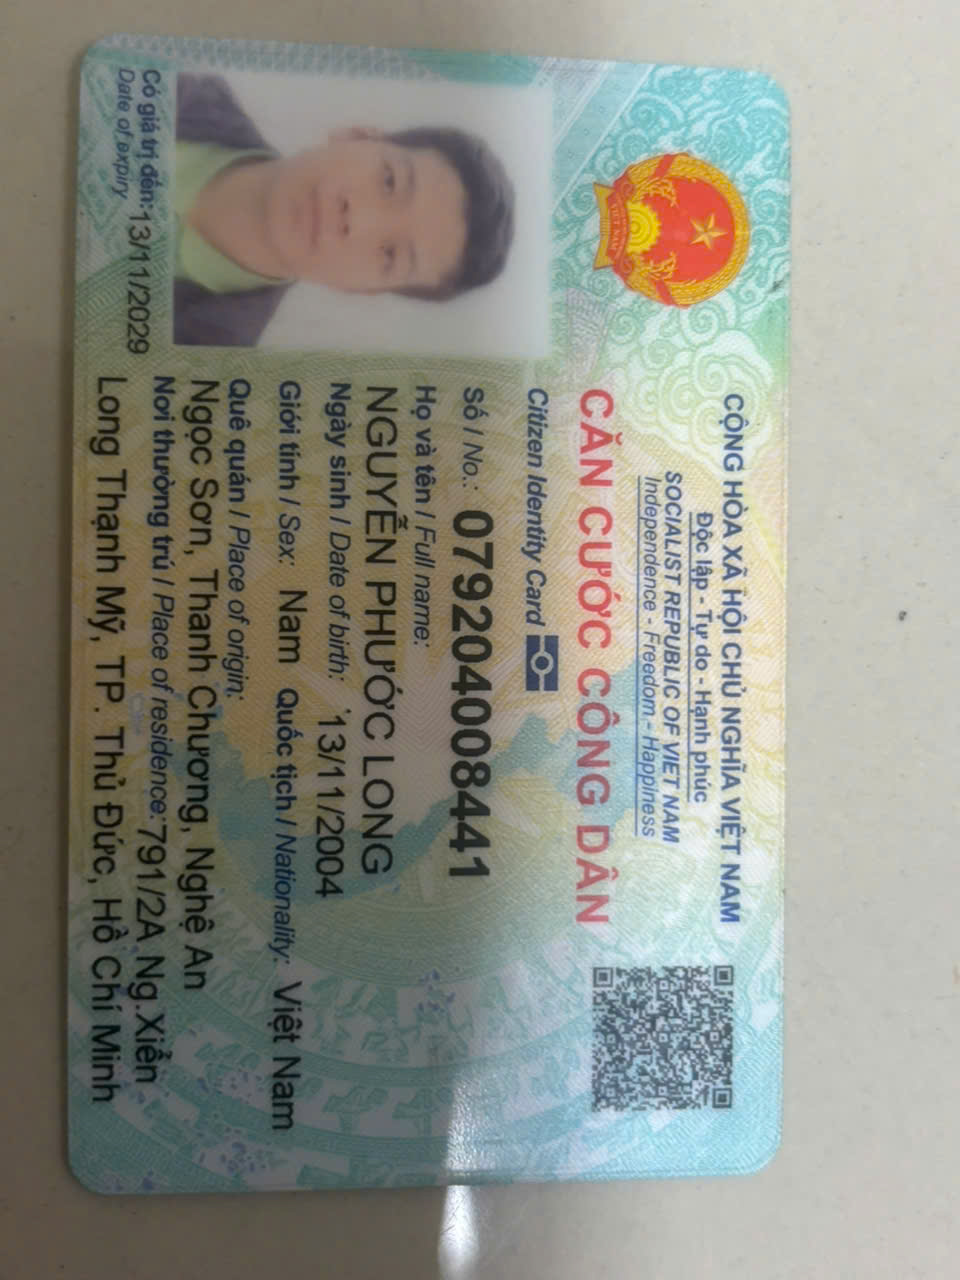 CỘNG HÒA XÃ HỘI CHỦ NGHĨA VIỆT NAM
Độc lập - Tự do - Hạnh phúc
SOCIALIST REPUBLIC OF VIET NAM
Independence - Freedom - Happiness
CĂN CƯỚC CÔNG DÂN
Citizen Identity Card
Số / No.: 079204008441
Họ và tên / Full name:
NGUYỄN PHƯỚC LONG
Ngày sinh / Date of birth: 13/11/2004
Giới tính / Sex: Nam Quốc tịch / Nationality: Việt Nam
Quê quán / Place of origin:
Ngọc Sơn, Thanh Chương, Nghệ An
Nơi thường trú / Place of residence: 791/2A Ng.Xiển
Long Thạnh Mỹ, TP. Thủ Đức, Hồ Chí Minh
Có giá trị đến: 13/11/2029
Date of expiry
VIỆT NAM